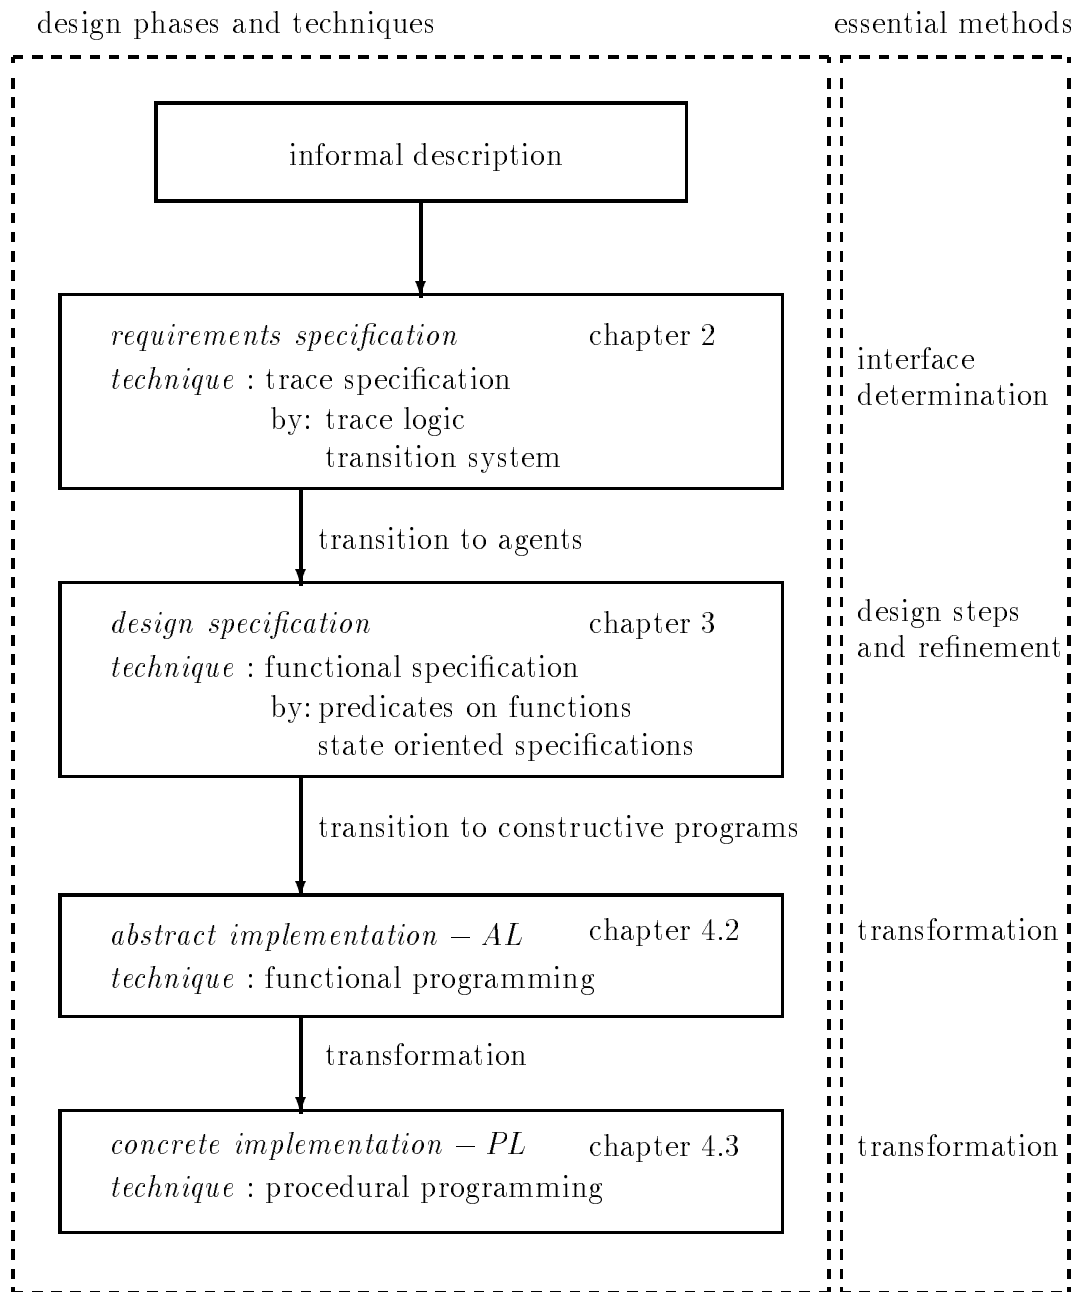 design phases and techniques
essential methods
informal description
requirements specification chapter 2
technique : trace specification
by: trace logic
transition system
interface
determination
transition to agents
design specification chapter 3
technique : functional specification
by: predicates on functions
state oriented specifications
design steps
and refinement
transition to constructive programs
abstract implementation – AL chapter 4.2
technique : functional programming
transformation
transformation
concrete implementation – PL chapter 4.3
technique : procedural programming
transformation